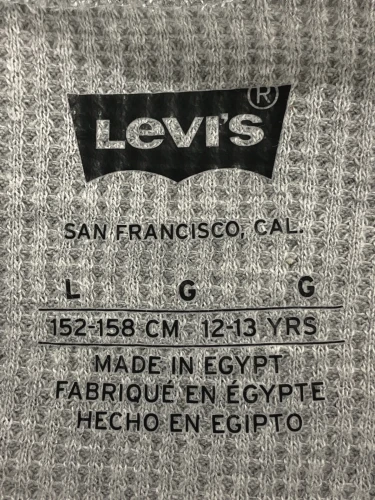 Levi's ®
SAN FRANCISCO, CAL.
L G G
152-158 CM 12-13 YRS
MADE IN EGYPT
FABRIQUÉ EN ÉGYPTE
HECHO EN EGIPTO